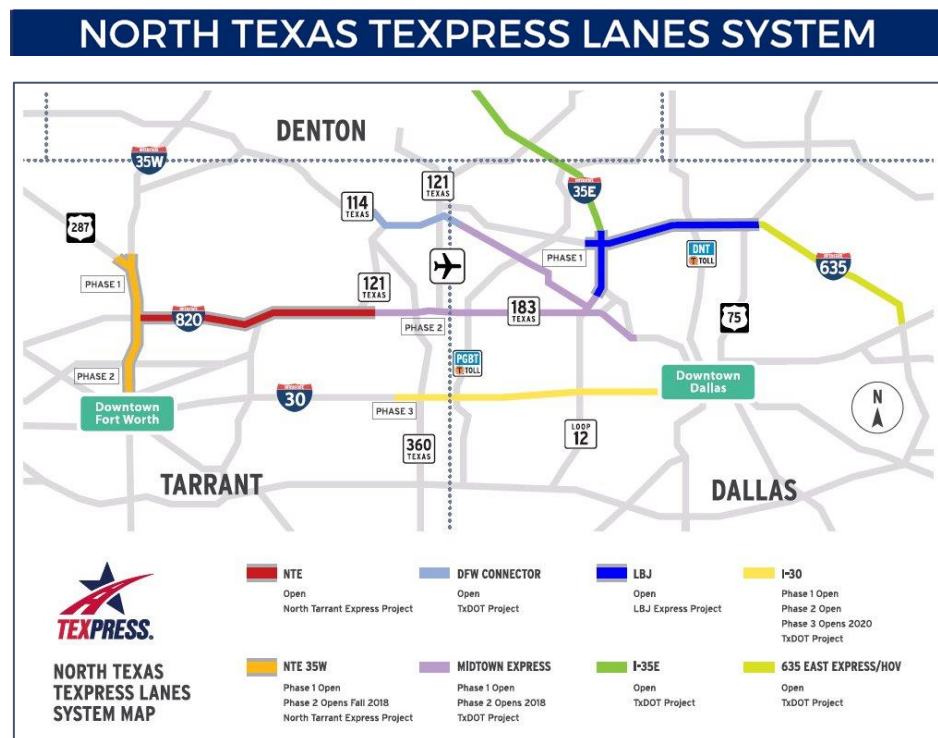 NORTH TEXAS TEXPRESS LANES SYSTEM
DENTON
INTERSTATE
35W
121
TEXAS
INTERSTATE
35E
114
TEXAS
287
DNT
T TOLL
PHASE 1
INTERSTATE
635
PHASE 1
121
TEXAS
183
TEXAS
75
INTERSTATE
820
PHASE 2
PGBT
T TOLL
PHASE 2
Downtown
Dallas
INTERSTATE
30
Downtown
Fort Worth
PHASE 3
N
LOOP
12
360
TEXAS
TARRANT
DALLAS
TEXPRESS.
NORTH TEXAS
TEXPRESS LANES
SYSTEM MAP
NTE
Open
North Tarrant Express Project
DFW CONNECTOR
Open
TxDOT Project
LBJ
Open
LBJ Express Project
I-30
Phase 1 Open
Phase 2 Open
Phase 3 Opens 2020
TxDOT Project
NTE 35W
Phase 1 Open
Phase 2 Opens Fall 2018
North Tarrant Express Project
MIDTOWN EXPRESS
Phase 1 Open
Phase 2 Opens 2018
TxDOT Project
I-35E
Open
TxDOT Project
635 EAST EXPRESS/HOV
Open
TxDOT Project